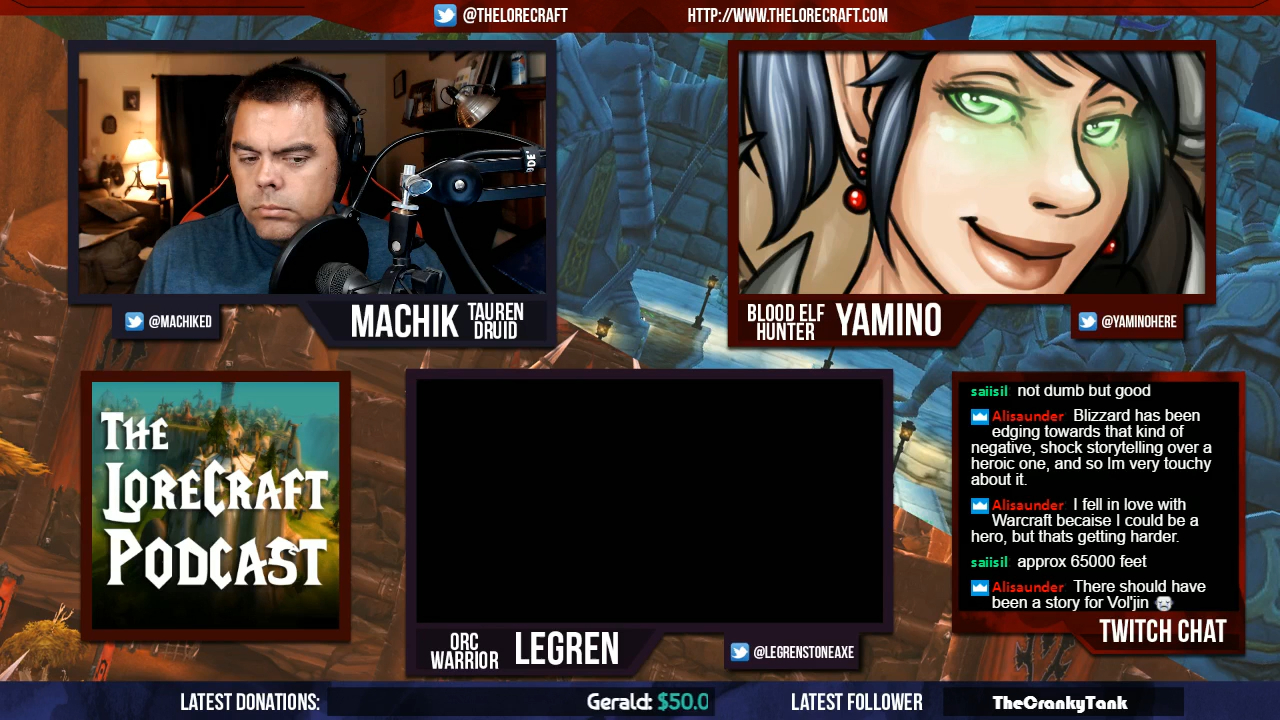 @THELORECRAFT
HTTP://WWW.THELORECRAFT.COM
MACHIK
TAUREN
DRUID
@MACHIKED
BLOOD ELF
HUNTER
YAMINO
@YAMINOHERE
THE
LORECRAFT
PODCAST
ORC
WARRIOR
LEGREN
@LEGRENSTONEAXE
saiisil not dumb but good
Alisaunder Blizzard has been
edging towards that kind of
negative, shock storytelling over a
heroic one, and so Im very touchy
about it.
Alisaunder I fell in love with
Warcraft becaise I could be a
hero, but thats getting harder.
saiisil approx 65000 feet
Alisaunder There should have
been a story for Vol'jin
TWITCH CHAT
LATEST DONATIONS:
Gerald: $50.0
LATEST FOLLOWER
TheCrankyTank